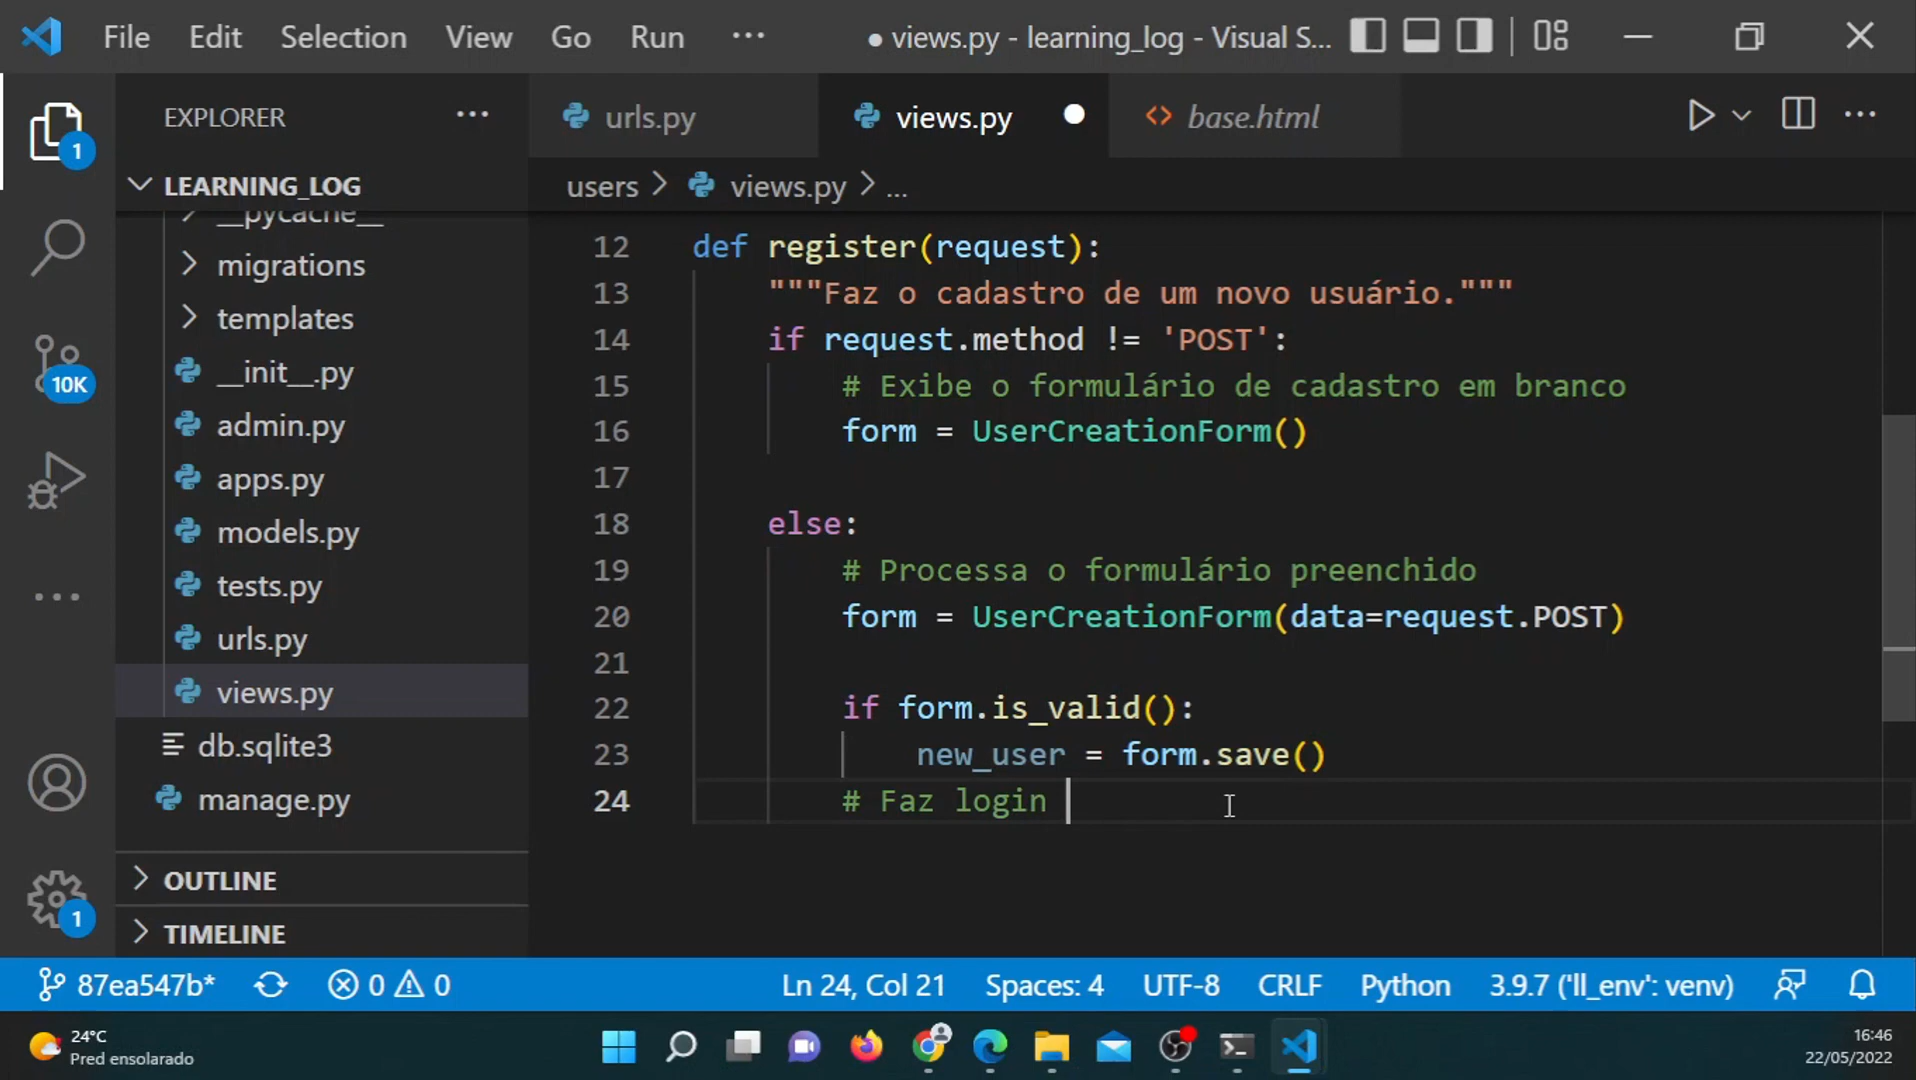 File Edit Selection View Go Run ··· ● views.py - learning_log - Visual S...
EXPLORER ···
urls.py
views.py
base.html
LEARNING_LOG
users > views.py > ...
__pycache__
migrations
templates
__init__.py
admin.py
apps.py
models.py
tests.py
urls.py
views.py
db.sqlite3
manage.py
OUTLINE
TIMELINE
1
10K
1
12 def register(request):
13 """Faz o cadastro de um novo usuário."""
14 if request.method != 'POST':
15 # Exibe o formulário de cadastro em branco
16 form = UserCreationForm()
17
18 else:
19 # Processa o formulário preenchido
20 form = UserCreationForm(data=request.POST)
21
22 if form.is_valid():
23 new_user = form.save()
24 # Faz login
87ea547b* 0 0 Ln 24, Col 21 Spaces: 4 UTF-8 CRLF Python 3.9.7 ('ll_env': venv)
24°C
Pred ensolarado
16:46
22/05/2022